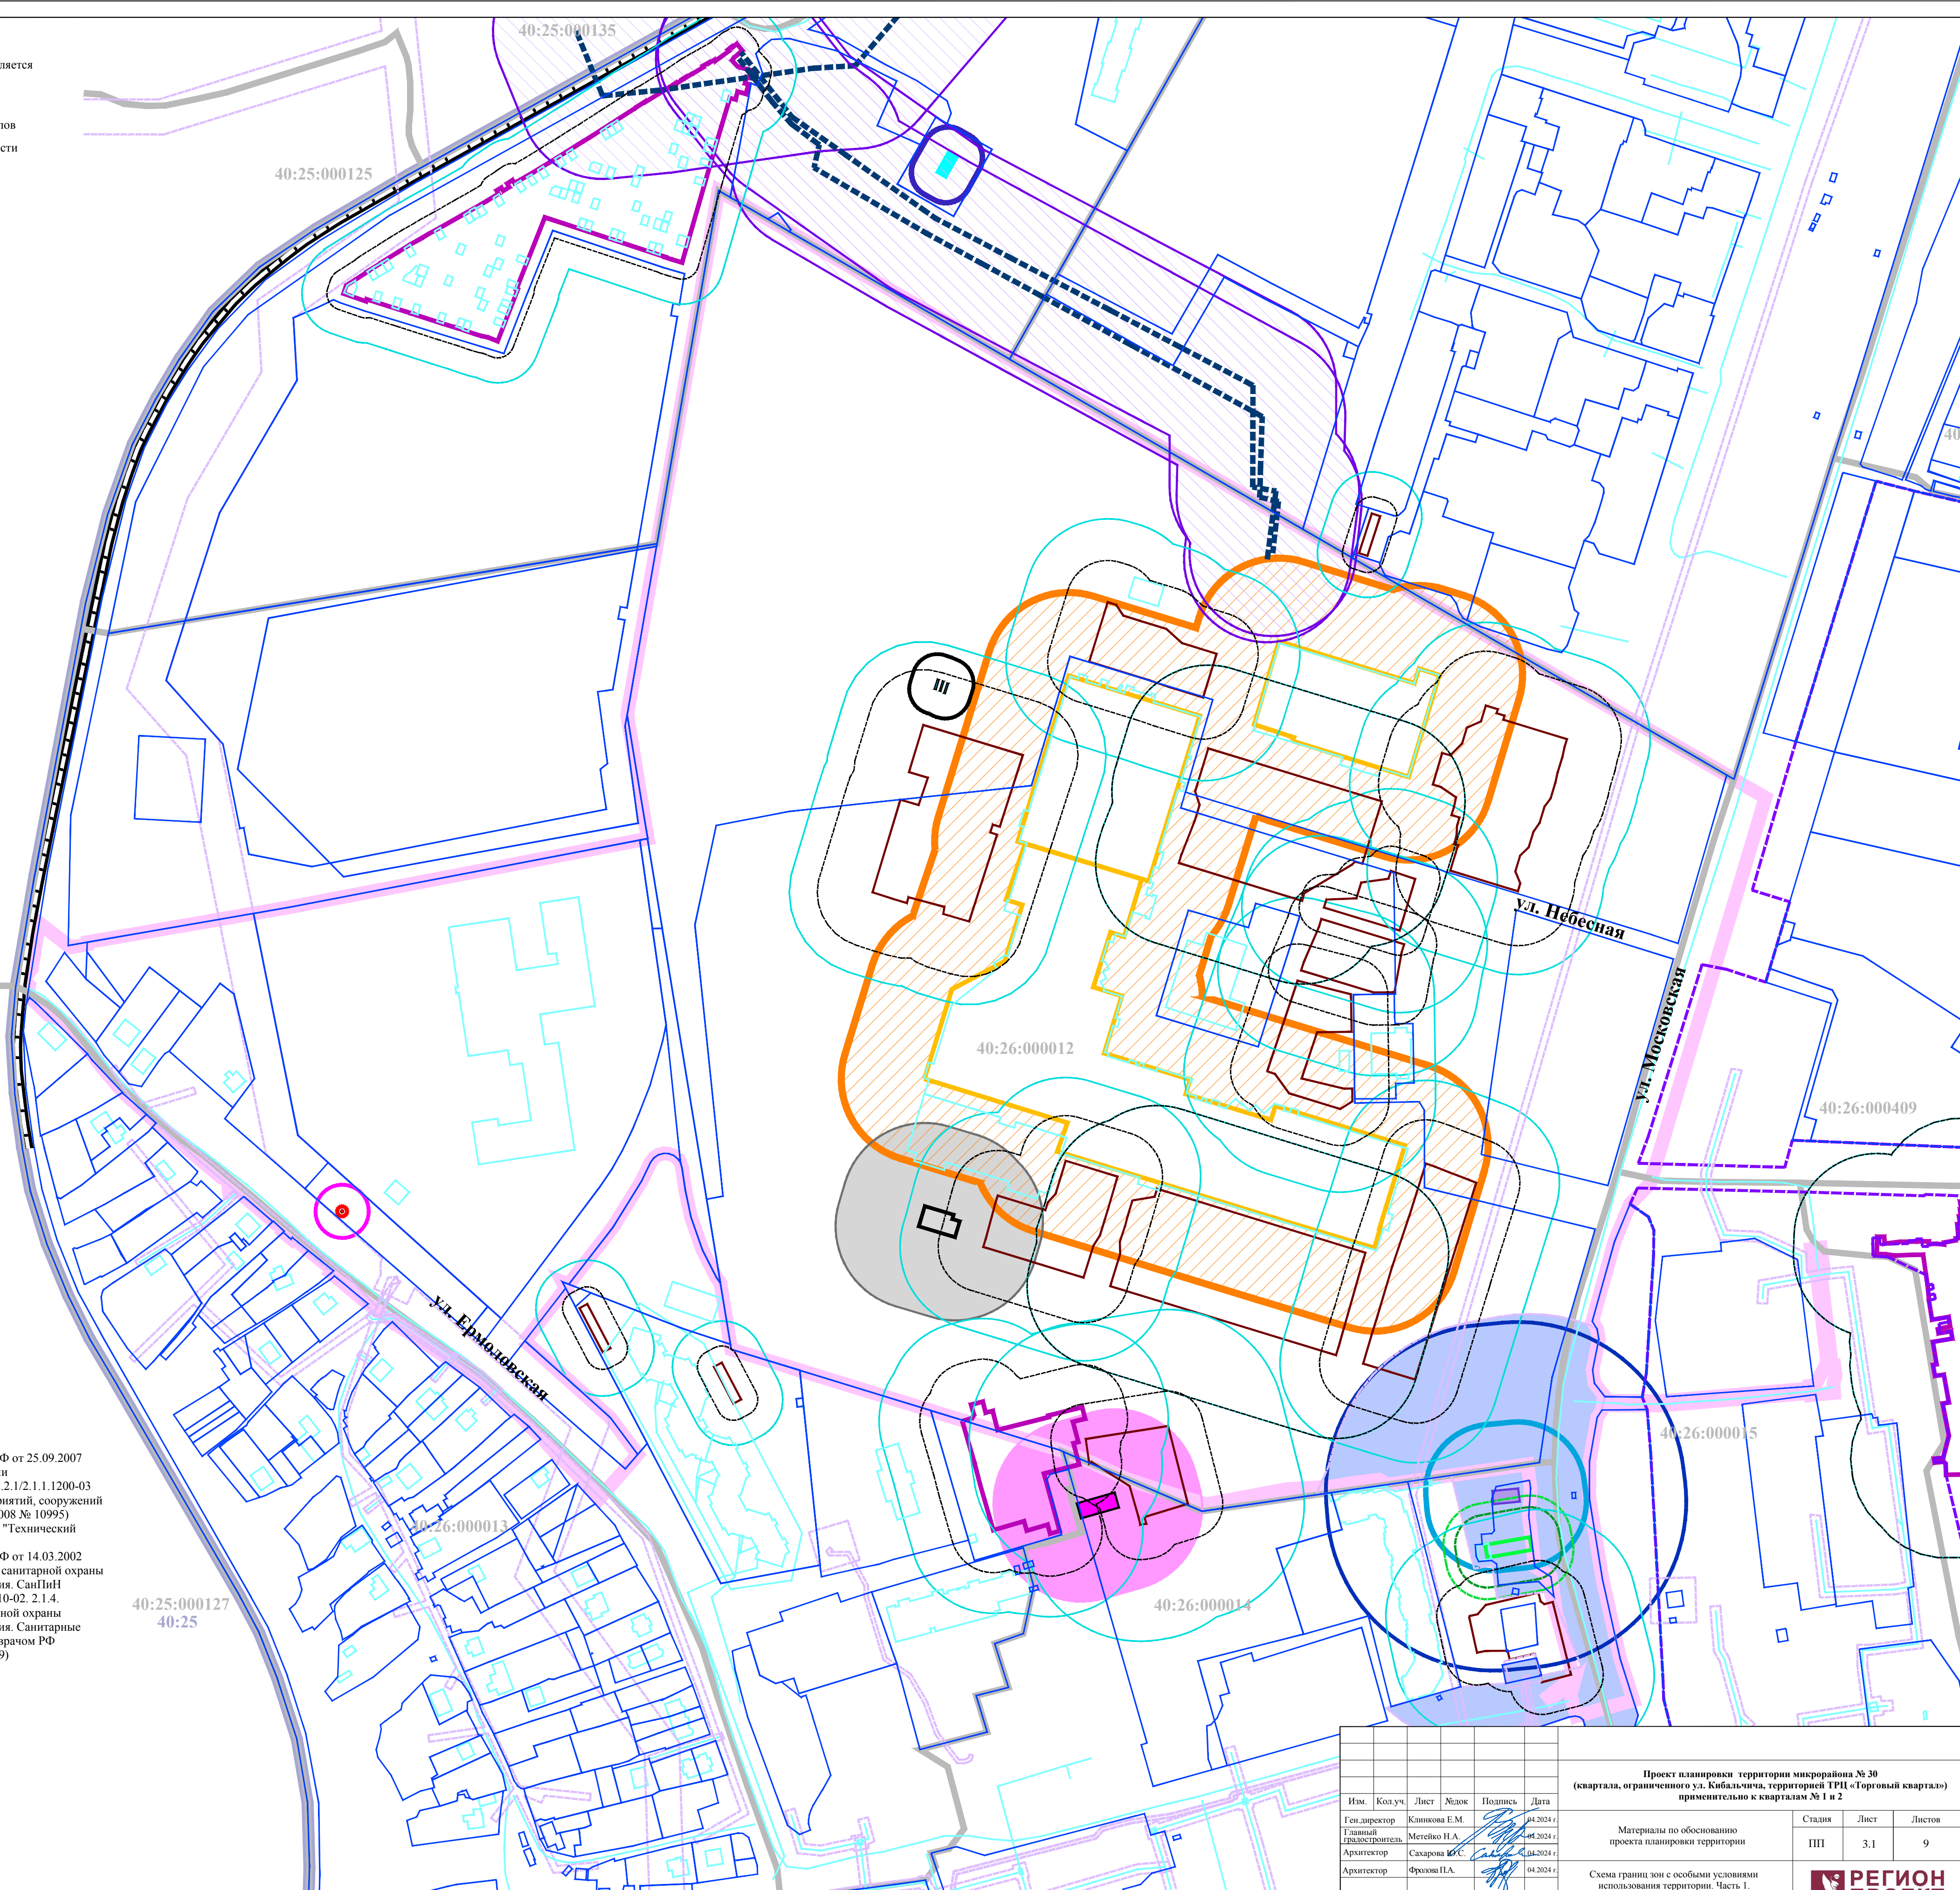 40:25:000135
ляется
пов
сти
40:25:000125
40
III
ул. Небесная
ул. Московская
40:26:000012
40:26:000409
ул. Ермоловская
40:26:000015
Ф от 25.09.2007
ии
.2.1/2.1.1.1200-03
риятий, сооружений
008 № 10995)
"Технический
Ф от 14.03.2002
санитарной охраны
ия. СанПиН
10-02. 2.1.4.
ной охраны
ия. Санитарные
врачом РФ
9)
40:26:000013
40:25:000127
40:25
40:26:000014
Проект планировки территории микрорайона № 30
(квартала, ограниченного ул. Кибальчича, территорией ТРЦ «Торговый квартал»)
применительно к кварталам № 1 и 2
Изм. Кол.уч. Лист №док Подпись Дата
Ген.директор Клинкова Е.М. 04.2024 г.
Главный градостроитель Метейко Н.А. 04.2024 г.
Архитектор Сахарова Ю.С. 04.2024 г.
Архитектор Фролова П.А. 04.2024 г.
Материалы по обоснованию
проекта планировки территории
Стадия Лист Листов
ПП 3.1 9
Схема границ зон с особыми условиями
использования территории. Часть 1.
РЕГИОН